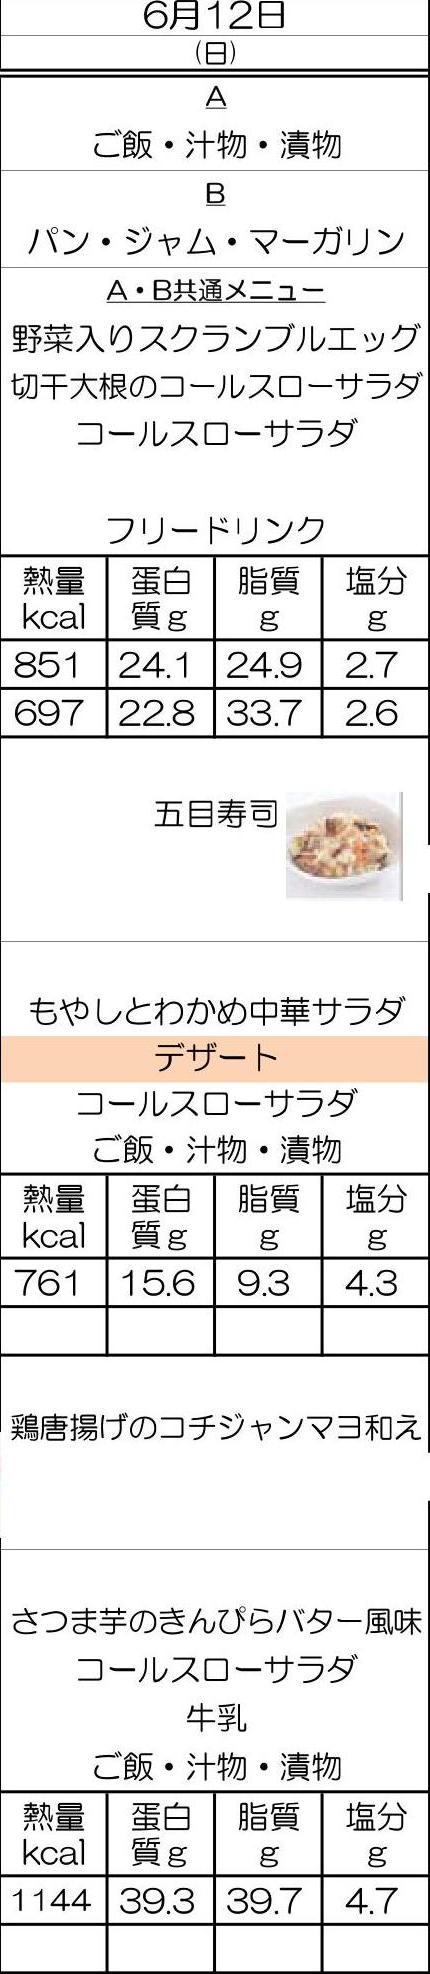 6月12日
(日)
A
ご飯・汁物・漬物
B
パン・ジャム・マーガリン
A・B共通メニュー
野菜入りスクランブルエッグ
切干大根のコールスローサラダ
コールスローサラダ
フリードリンク
熱量 蛋白 脂質 塩分
kcal 質g g g
851 24.1 24.9 2.7
697 22.8 33.7 2.6
五目寿司
もやしとわかめ中華サラダ
デザート
コールスローサラダ
ご飯・汁物・漬物
熱量 蛋白 脂質 塩分
kcal 質g g g
761 15.6 9.3 4.3
鶏唐揚げのコチジャンマヨ和え
さつま芋のきんぴらバター風味
コールスローサラダ
牛乳
ご飯・汁物・漬物
熱量 蛋白 脂質 塩分
kcal 質g g g
1144 39.3 39.7 4.7